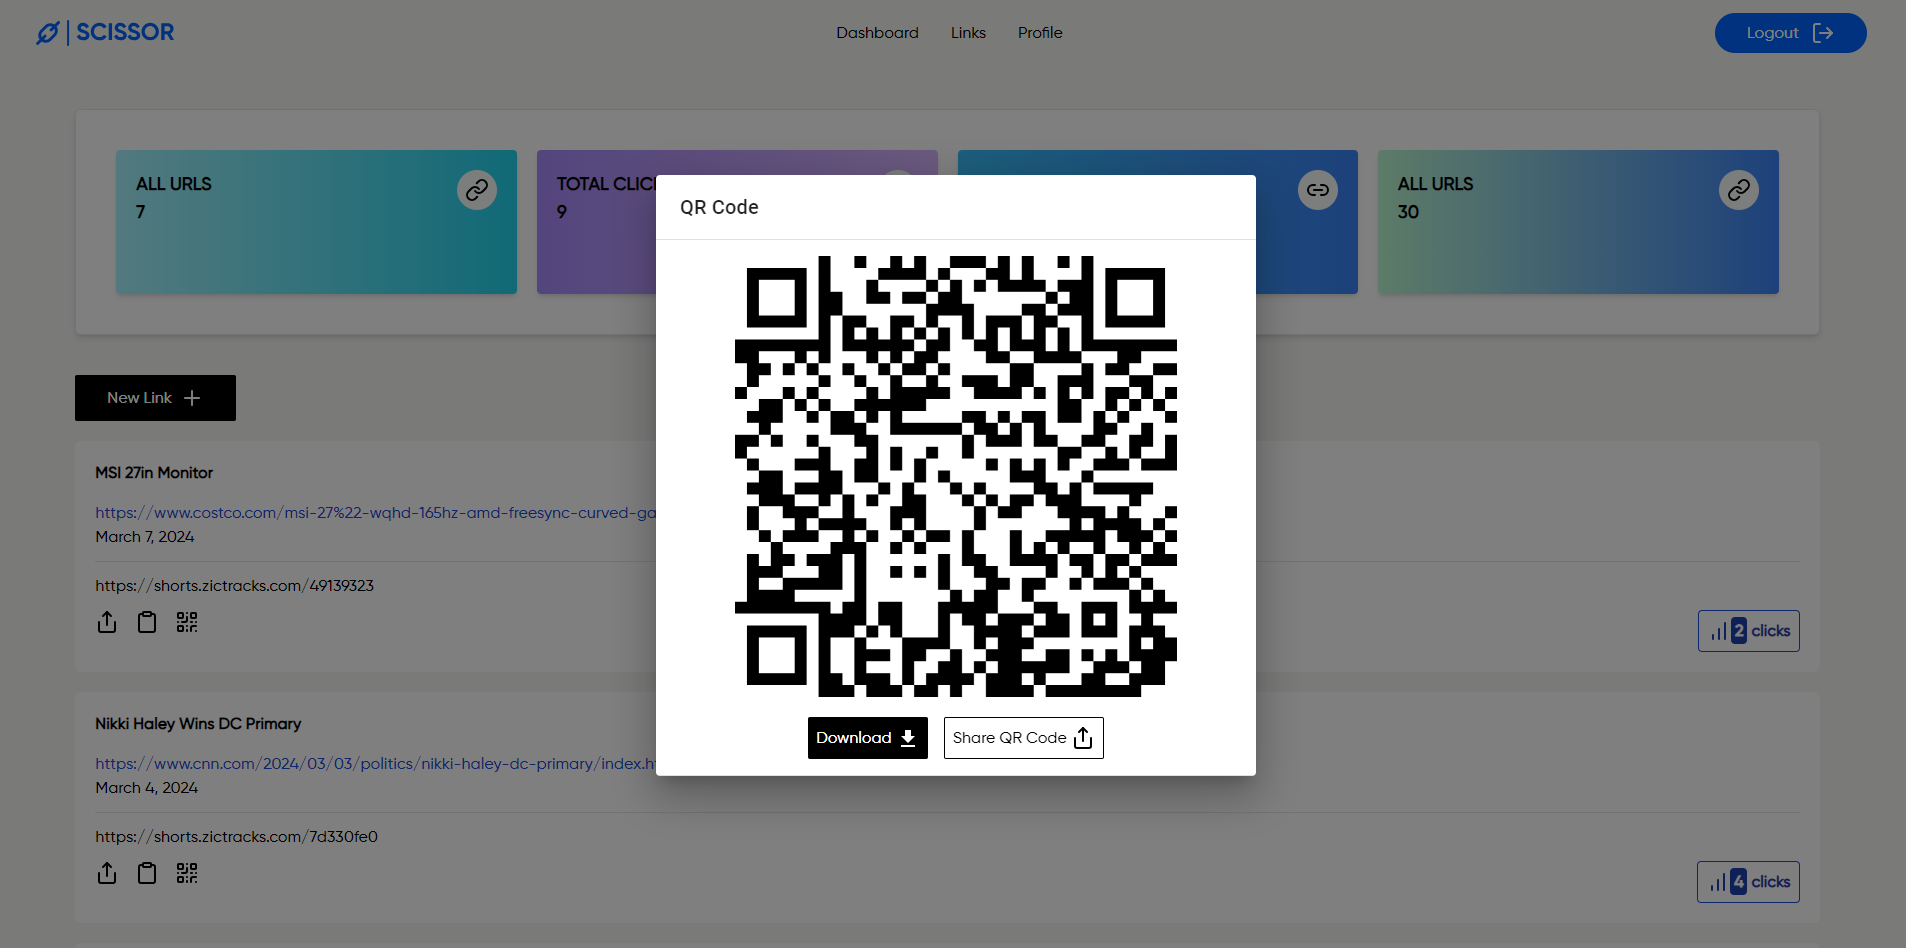 SCISSOR
Dashboard Links Profile
Logout
ALL URLS
7
TOTAL CLIC
9
ALL URLS
30
QR Code
New Link
MSI 27in Monitor
https://www.costco.com/msi-27%22-wqhd-165hz-amd-freesync-curved-ga
March 7, 2024
https://shorts.zictracks.com/49139323
2 clicks
Nikki Haley Wins DC Primary
https://www.cnn.com/2024/03/03/politics/nikki-haley-dc-primary/index.h
March 4, 2024
Download
Share QR Code
https://shorts.zictracks.com/7d330fe0
4 clicks